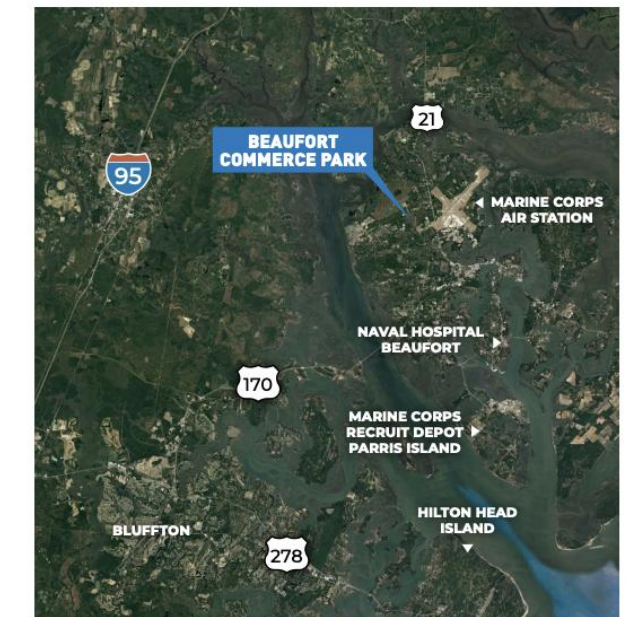 21
BEAUFORT
COMMERCE PARK
95
MARINE CORPS
AIR STATION
NAVAL HOSPITAL
BEAUFORT
170
MARINE CORPS
RECRUIT DEPOT
PARRIS ISLAND
HILTON HEAD
ISLAND
BLUFFTON
278